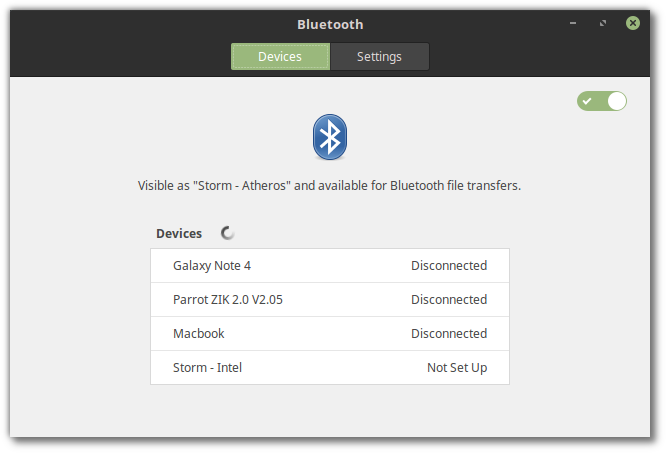 Bluetooth
Devices Settings
Visible as "Storm - Atheros" and available for Bluetooth file transfers.
Devices
Galaxy Note 4 Disconnected
Parrot ZIK 2.0 V2.05 Disconnected
Macbook Disconnected
Storm - Intel Not Set Up